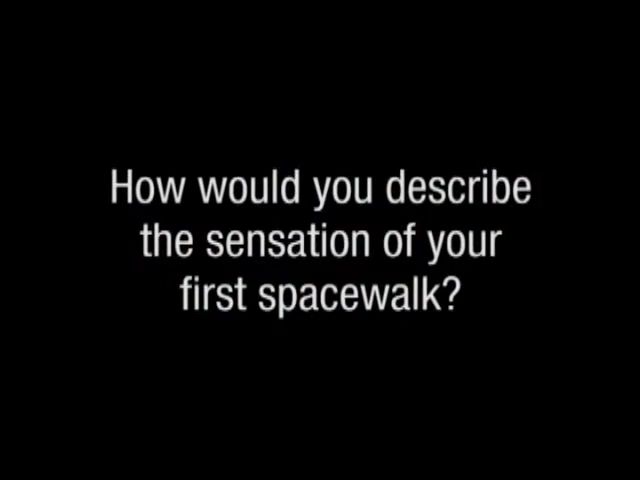 How would you describe
the sensation of your
first spacewalk?